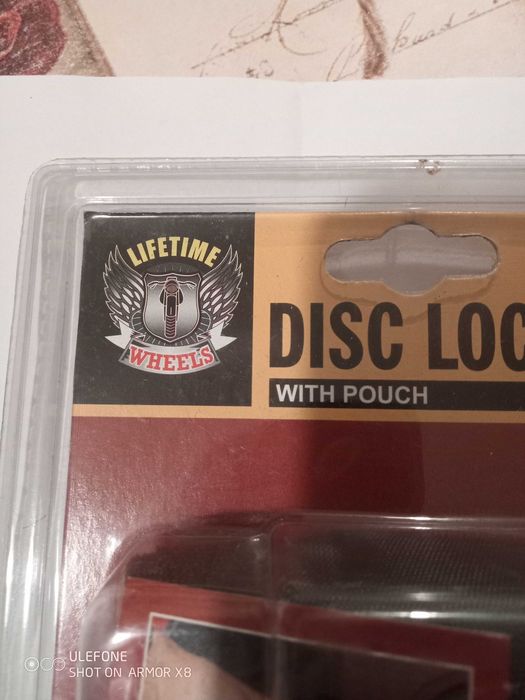 LIFETIME
WHEELS
DISC LOC
WITH POUCH
ULEFONE
SHOT ON ARMOR X8